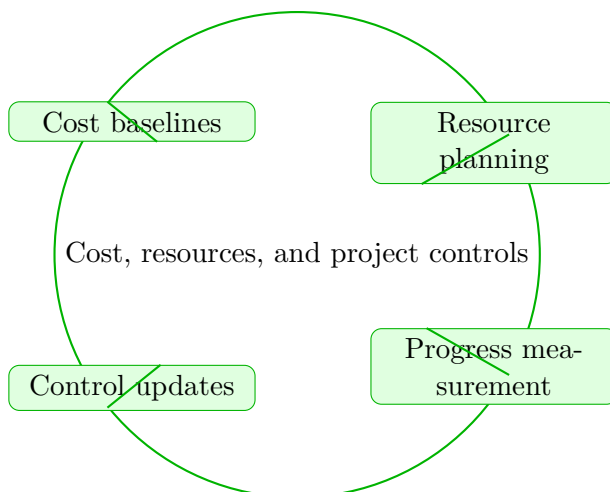 Cost baselines
Resource
planning
Cost, resources, and project controls
Control updates
Progress mea-
surement